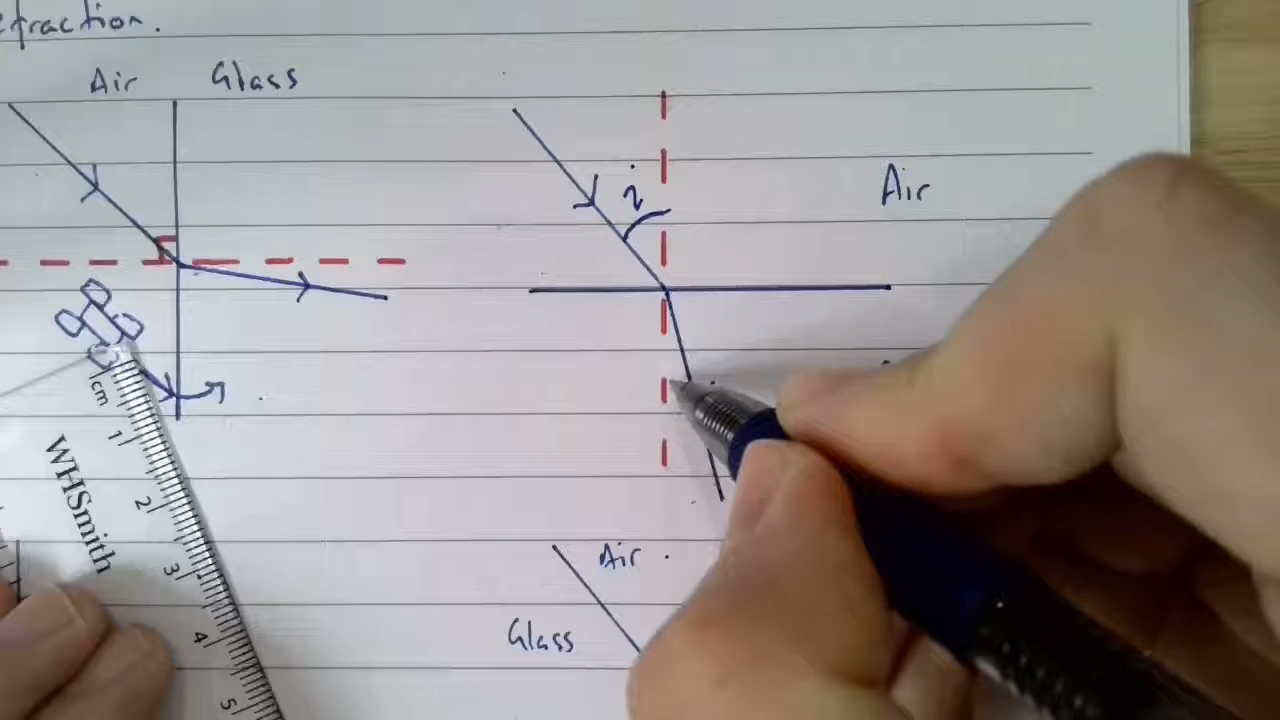 efraction.
Air Glass
i
Air
cm
1
2
3
4
5
WHSmith
Air
Glass